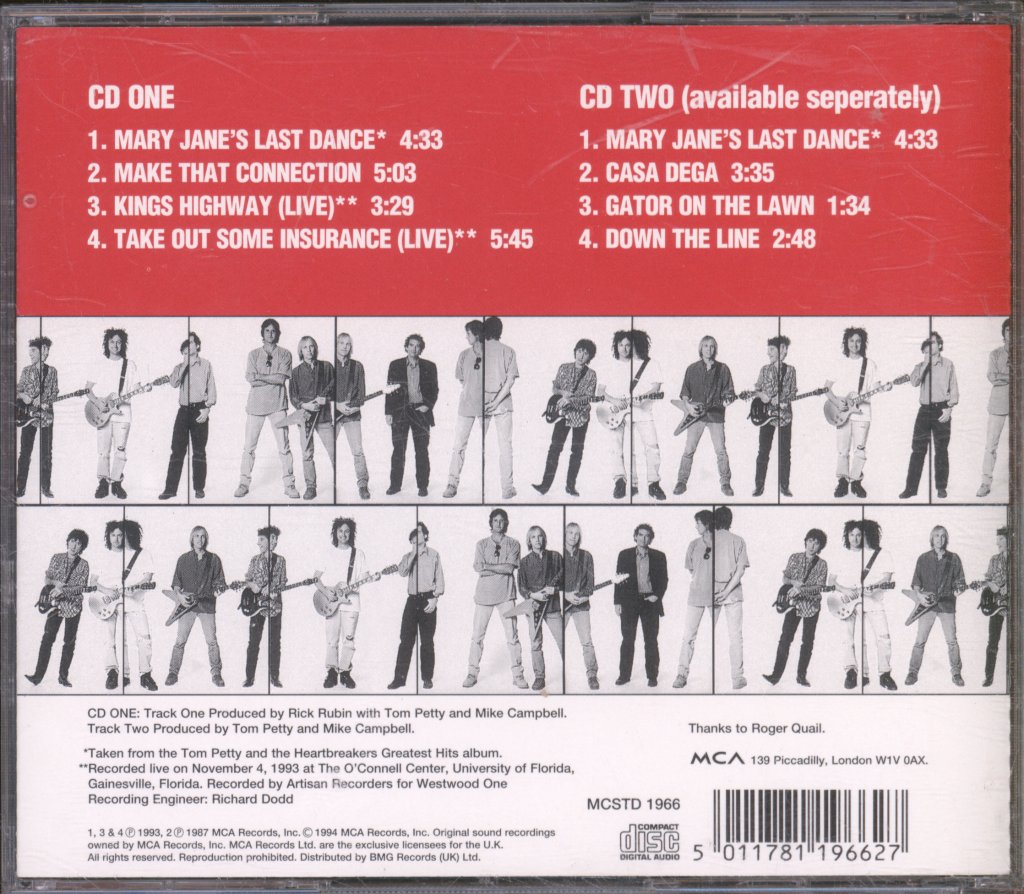 CD ONE
1. MARY JANE'S LAST DANCE* 4:33
2. MAKE THAT CONNECTION 5:03
3. KINGS HIGHWAY (LIVE)** 3:29
4. TAKE OUT SOME INSURANCE (LIVE)** 5:45
CD TWO (available seperately)
1. MARY JANE'S LAST DANCE* 4:33
2. CASA DEGA 3:35
3. GATOR ON THE LAWN 1:34
4. DOWN THE LINE 2:48
CD ONE: Track One Produced by Rick Rubin with Tom Petty and Mike Campbell.
Track Two Produced by Tom Petty and Mike Campbell.
*Taken from the Tom Petty and the Heartbreakers Greatest Hits album.
**Recorded live on November 4, 1993 at The O'Connell Center, University of Florida,
Gainesville, Florida. Recorded by Artisan Recorders for Westwood One
Recording Engineer: Richard Dodd
1, 3 & 4 ℗ 1993, 2 ℗ 1987 MCA Records, Inc. © 1994 MCA Records, Inc. Original sound recordings
owned by MCA Records, Inc. MCA Records Ltd. are the exclusive licensees for the U.K.
All rights reserved. Reproduction prohibited. Distributed by BMG Records (UK) Ltd.
Thanks to Roger Quail.
MCA 139 Piccadilly, London W1V 0AX.
MCSTD 1966
COMPACT
disc
DIGITAL AUDIO
5 011781 196627